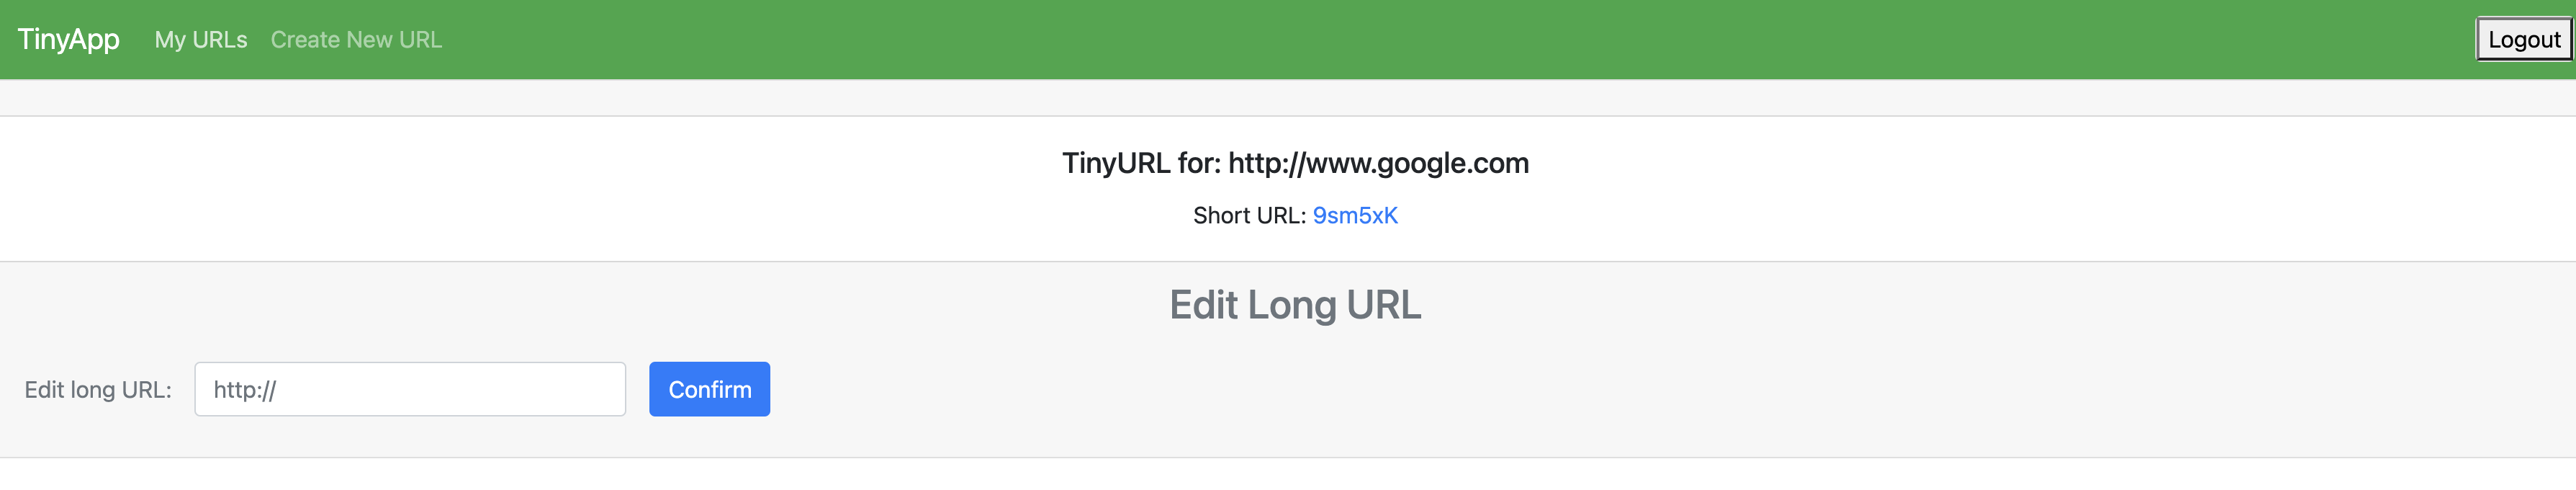 TinyApp My URLs Create New URL Logout
TinyURL for: http://www.google.com
Short URL: 9sm5xK
Edit Long URL
Edit long URL: http:// Confirm